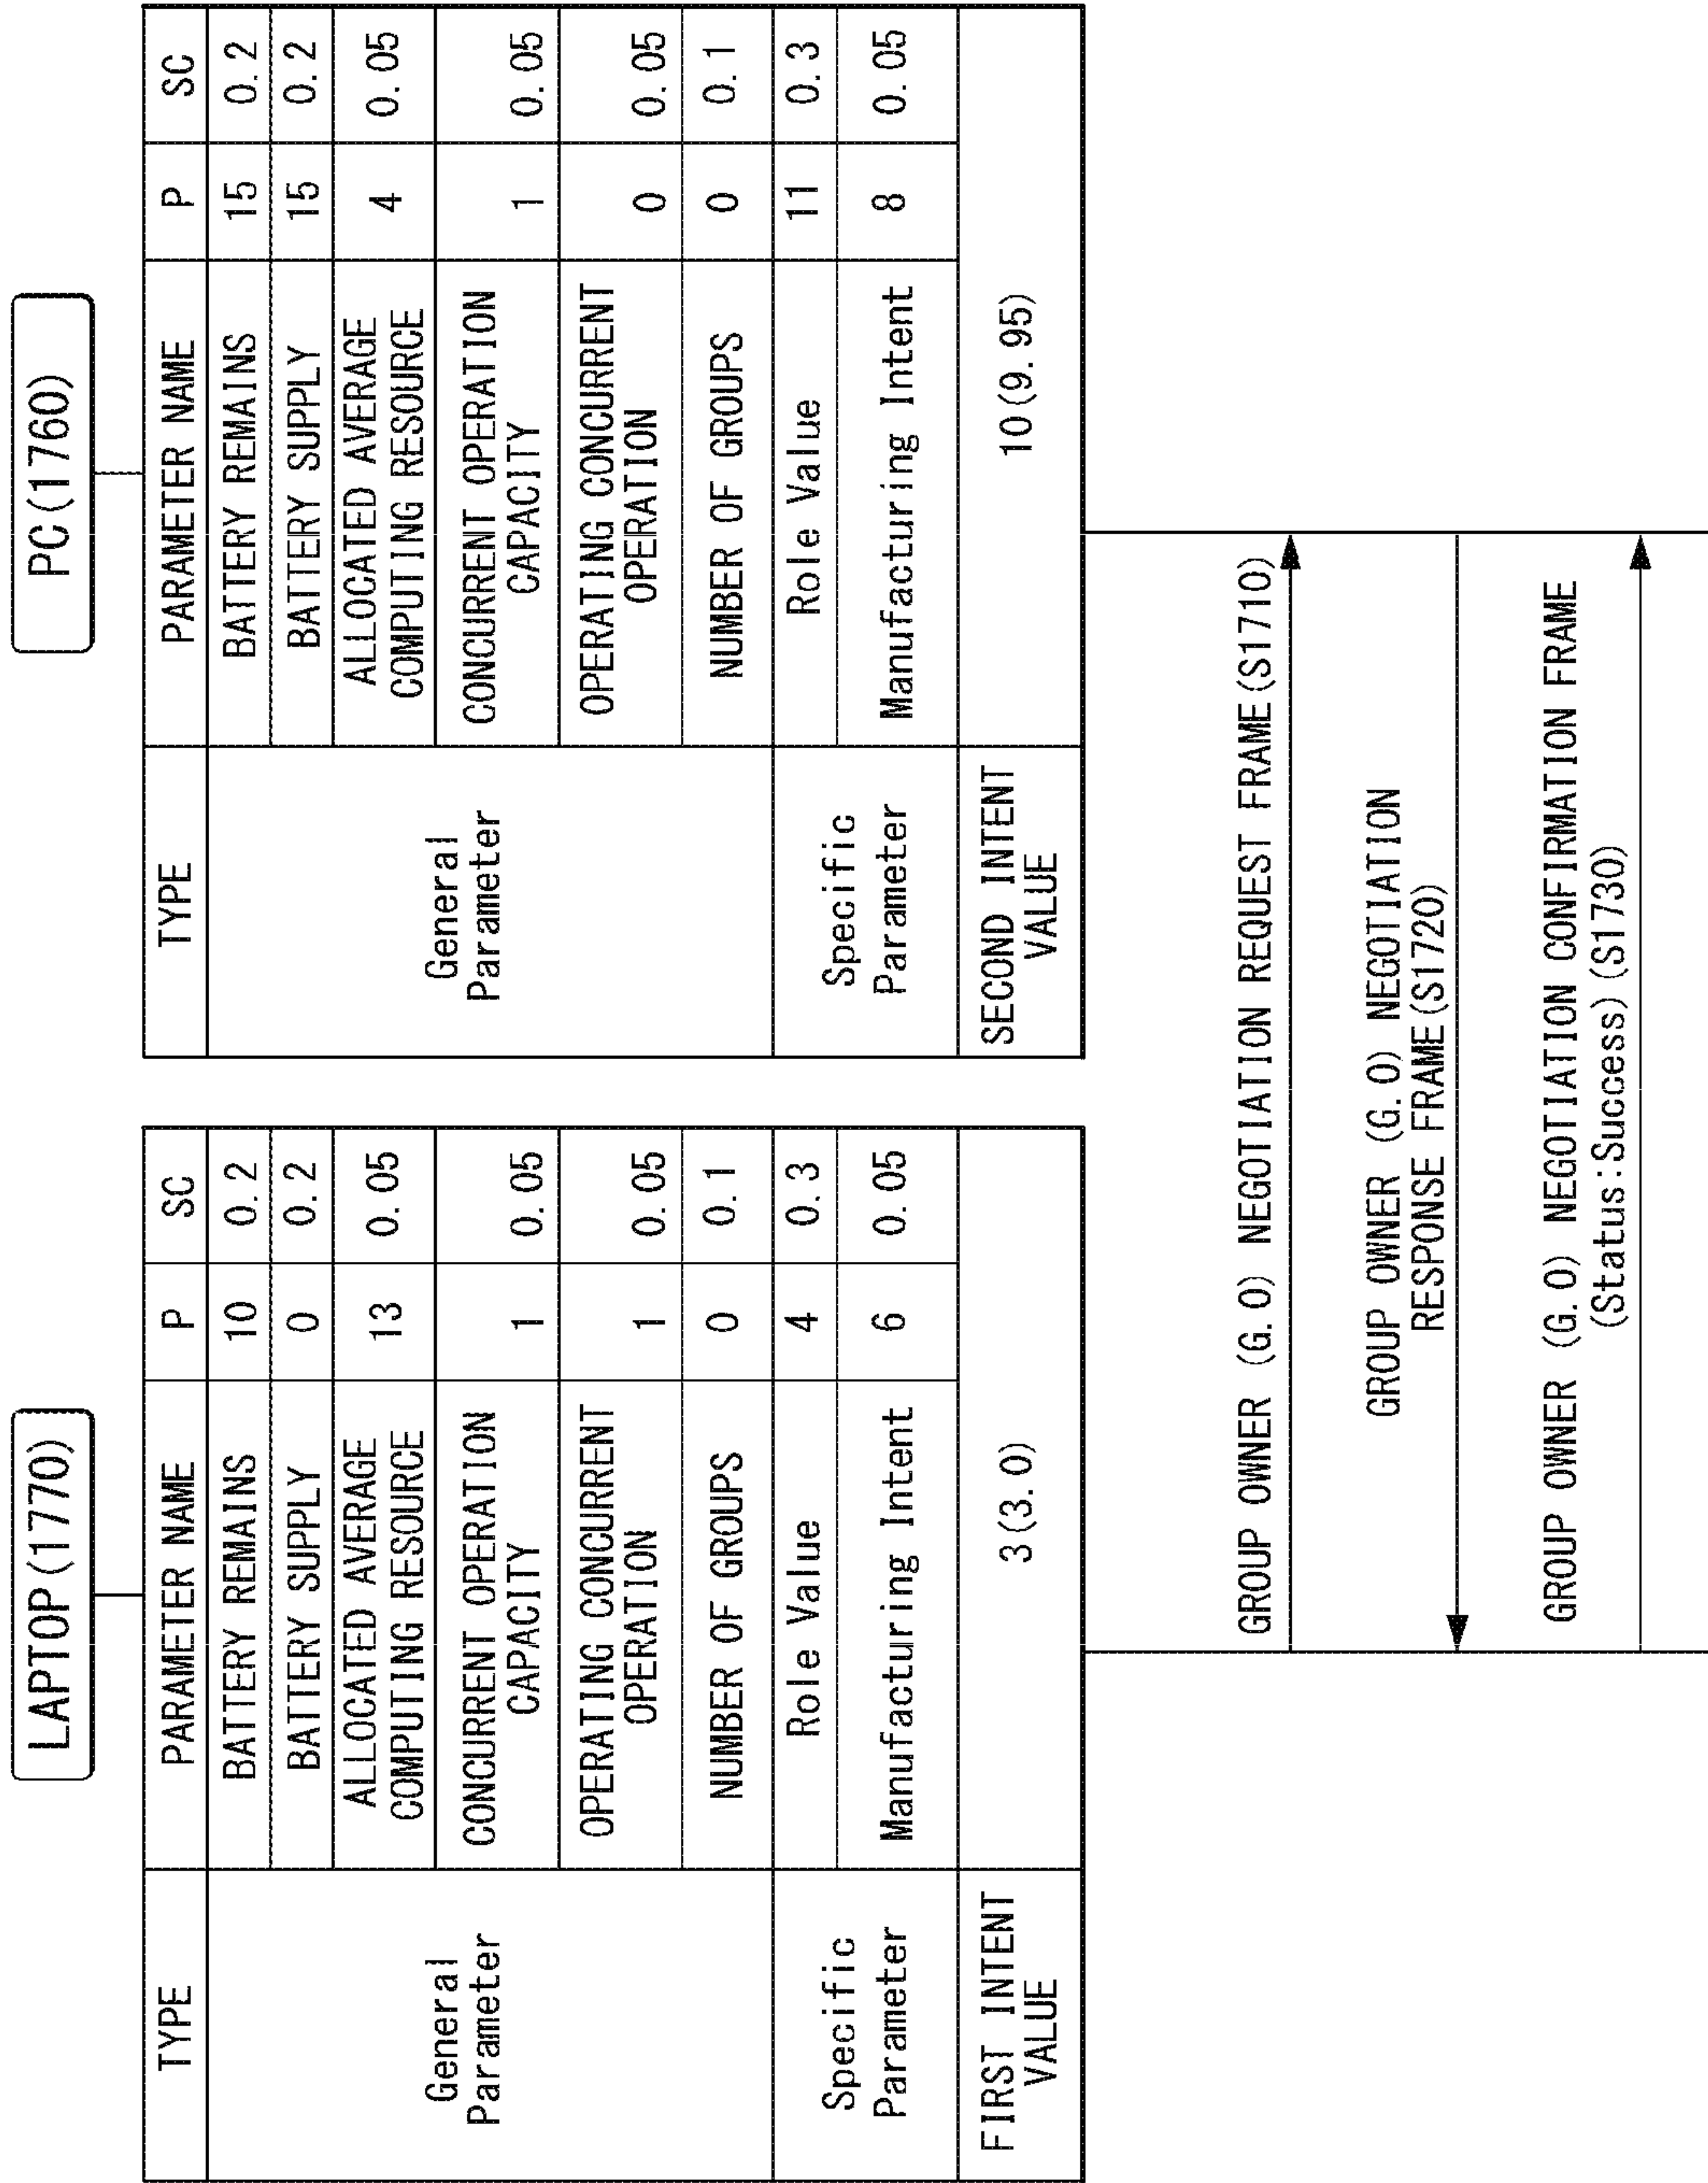 LAPTOP(1770)
TYPE PARAMETER NAME P SC
General
Parameter
BATTERY REMAINS 10 0.2
BATTERY SUPPLY 0 0.2
ALLOCATED AVERAGE
COMPUTING RESOURCE 13 0.05
CONCURRENT OPERATION
CAPACITY 1 0.05
OPERATING CONCURRENT
OPERATION 1 0.05
NUMBER OF GROUPS 0 0.1
Specific
Parameter
Role Value 4 0.3
Manufacturing Intent 6 0.05
FIRST INTENT
VALUE
3(3.0)
PC(1760)
TYPE PARAMETER NAME P SC
General
Parameter
BATTERY REMAINS 15 0.2
BATTERY SUPPLY 15 0.2
ALLOCATED AVERAGE
COMPUTING RESOURCE 4 0.05
CONCURRENT OPERATION
CAPACITY 1 0.05
OPERATING CONCURRENT
OPERATION 0 0.05
NUMBER OF GROUPS 0 0.1
Specific
Parameter
Role Value 11 0.3
Manufacturing Intent 8 0.05
SECOND INTENT
VALUE
10(9.95)
GROUP OWNER (G.O) NEGOTIATION REQUEST FRAME(S1710)
GROUP OWNER (G.O) NEGOTIATION
RESPONSE FRAME(S1720)
GROUP OWNER (G.O) NEGOTIATION CONFIRMATION FRAME
(Status:Success)(S1730)